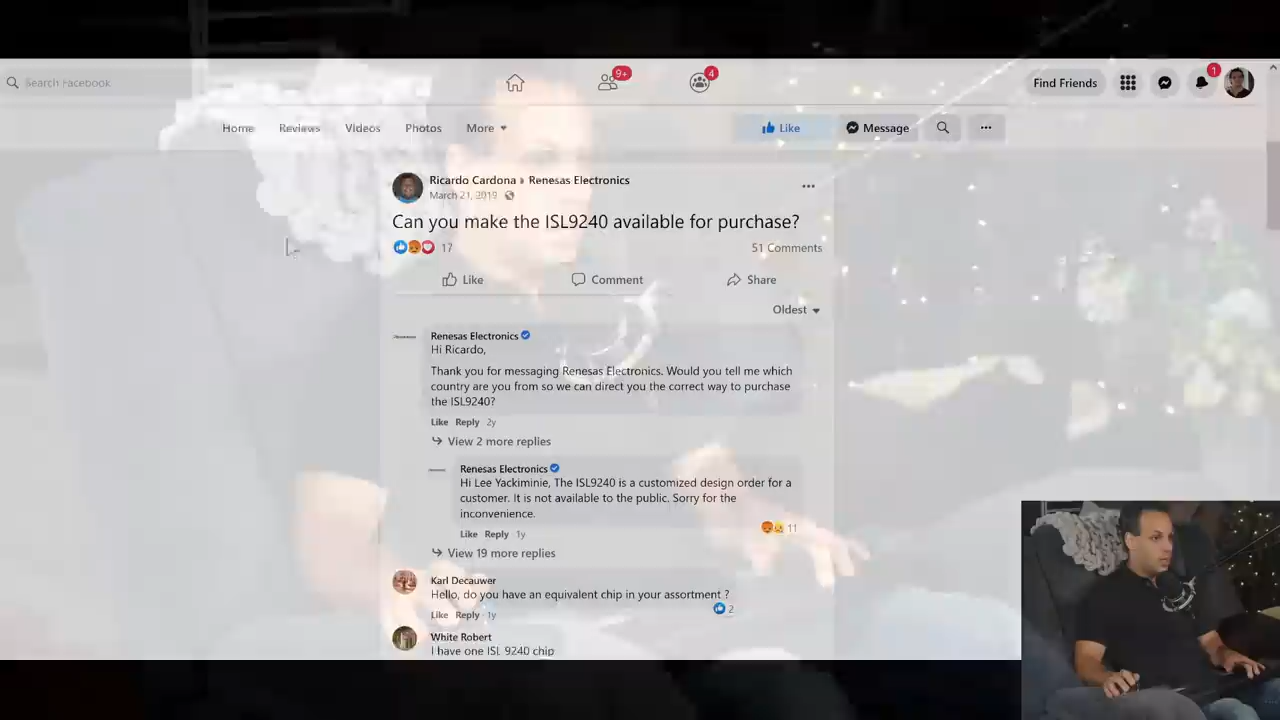 Search Facebook
9+
4
Find Friends
1
Home Reviews Videos Photos More
Like Message
Ricardo Cardona Renesas Electronics
March 21, 2019
Can you make the ISL9240 available for purchase?
17
51 Comments
Like Comment Share
Oldest
Renesas Electronics
Hi Ricardo,
Thank you for messaging Renesas Electronics. Would you tell me which
country are you from so we can direct you the correct way to purchase
the ISL9240?
Like Reply 2y
View 2 more replies
Renesas Electronics
Hi Lee Yackiminie, The ISL9240 is a customized design order for a
customer. It is not available to the public. Sorry for the
inconvenience.
11
Like Reply 1y
View 19 more replies
Karl Decauwer
Hello, do you have an equivalent chip in your assortment ?
2
Like Reply 1y
White Robert
I have one ISL 9240 chip